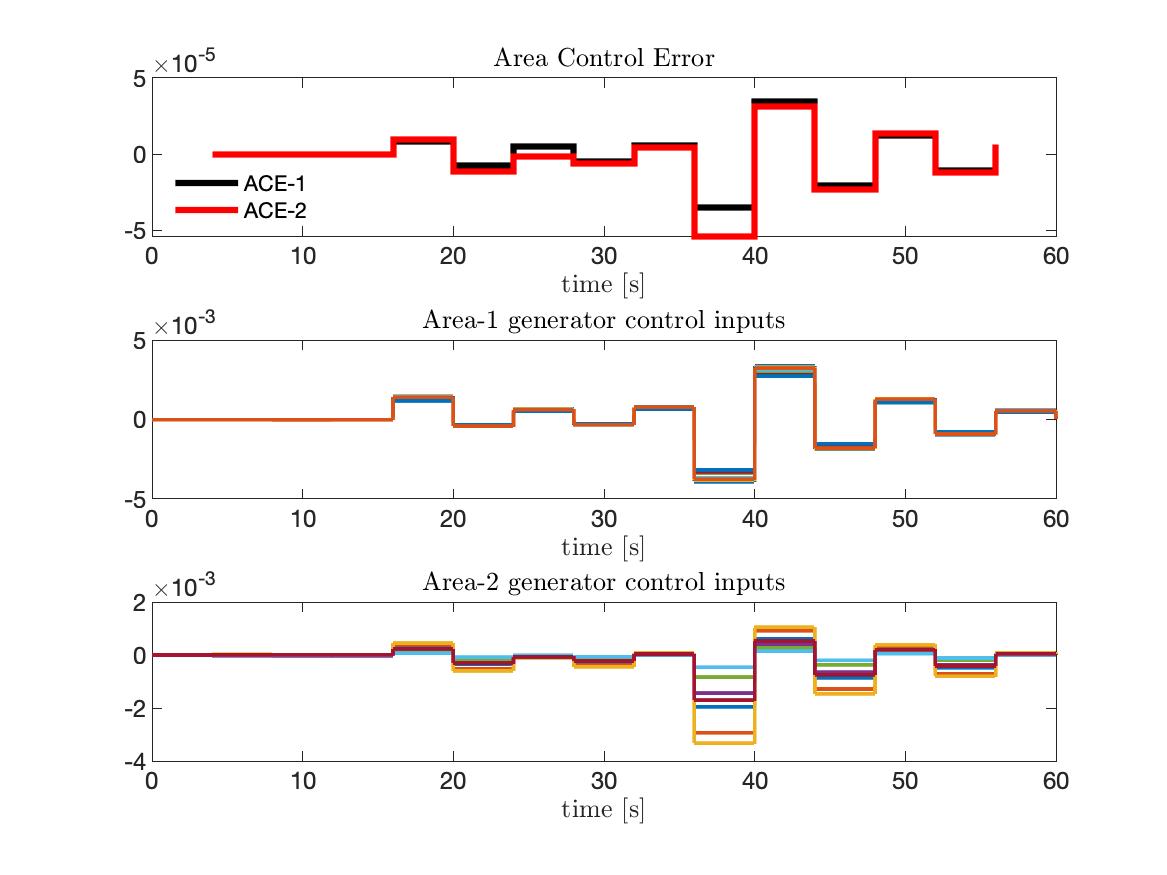 ×10-5
Area Control Error
5
0
-5
ACE-1
ACE-2
0 10 20 30 40 50 60
time [s]
×10-3
Area-1 generator control inputs
5
0
-5
0 10 20 30 40 50 60
time [s]
×10-3
Area-2 generator control inputs
2
0
-2
-4
0 10 20 30 40 50 60
time [s]